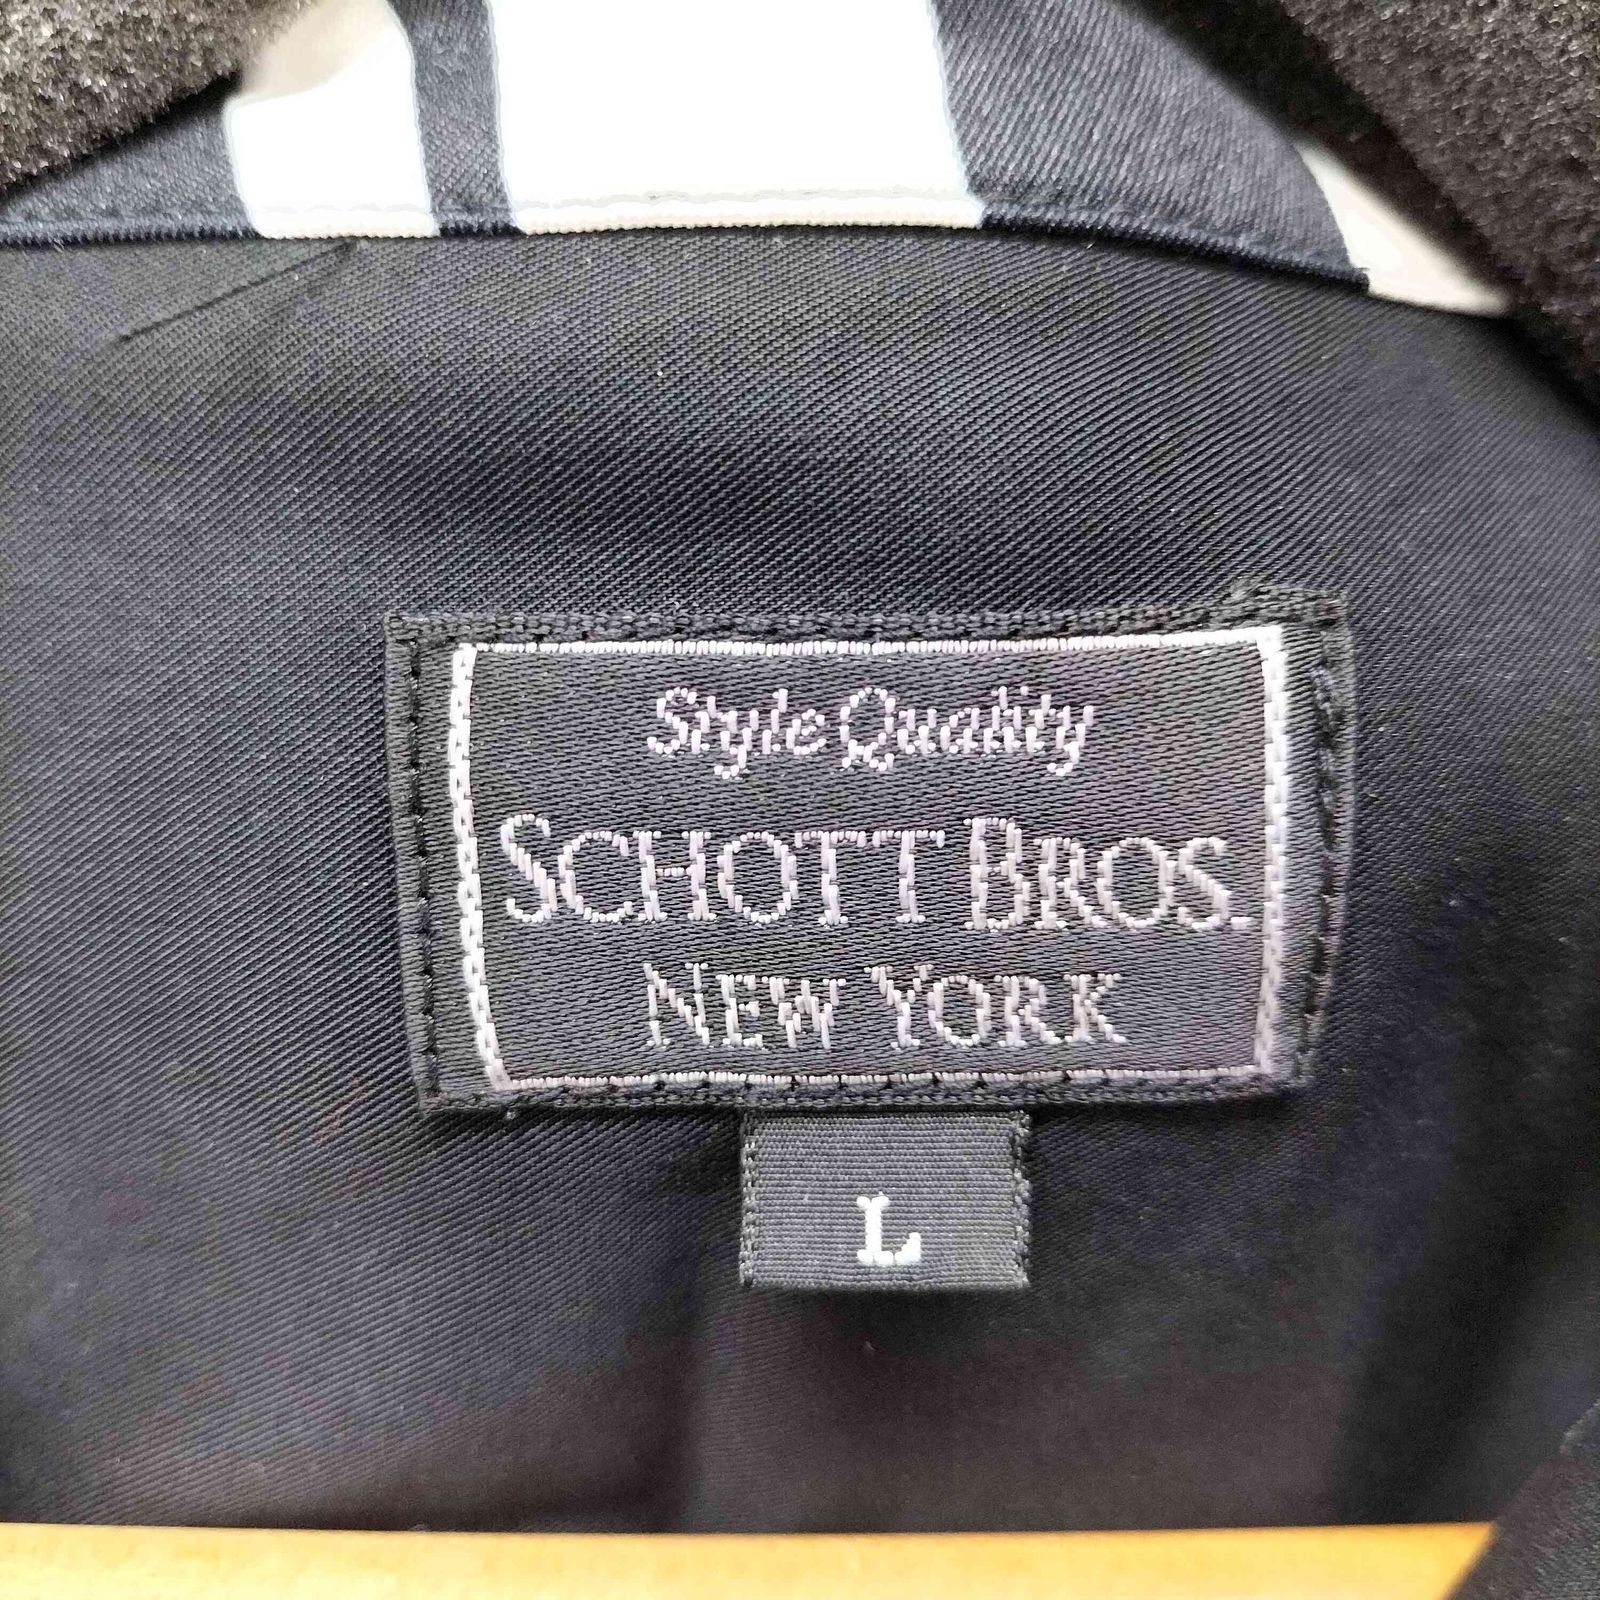 Style Quality
SCHOTT BROS.
NEW YORK
L